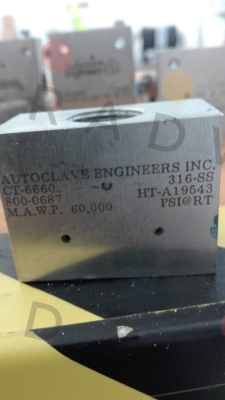 AUTOCLAVE ENGINEERS INC.
CT-6660 316-SS
800-0687 HT-A19543
M.A.W.P. 60,000 PSI@RT